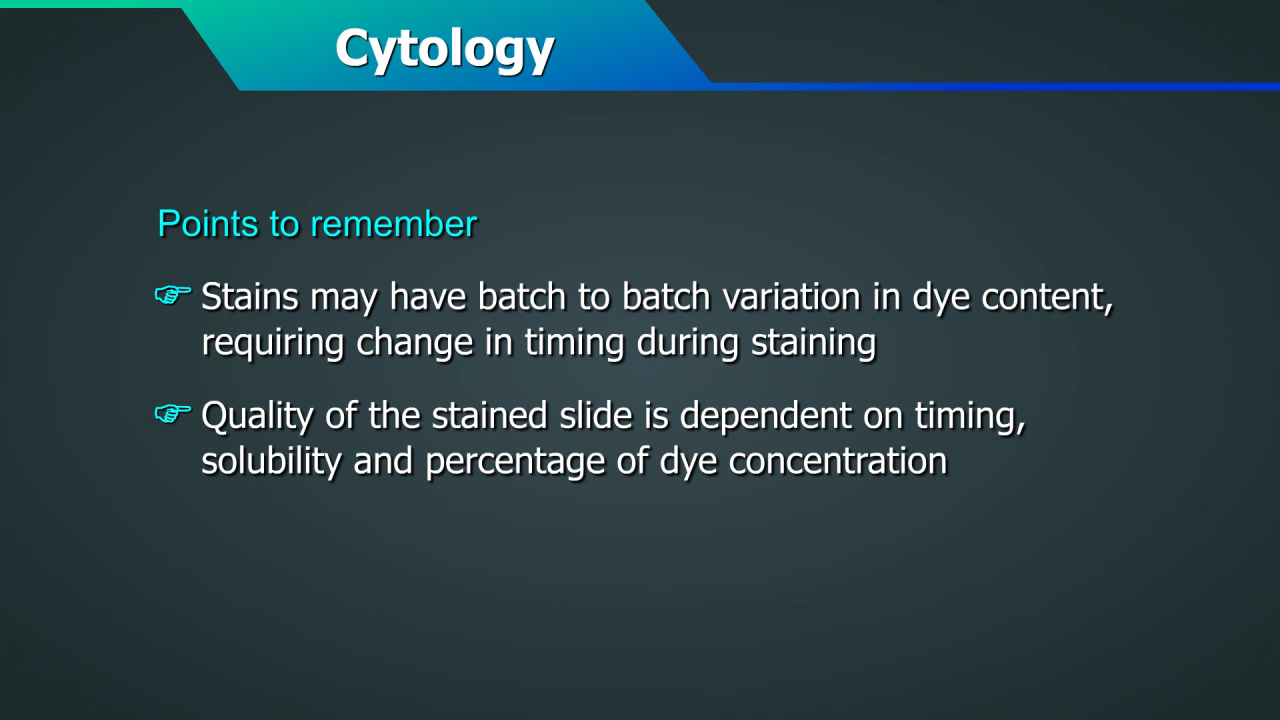 Cytology
Points to remember
☞ Stains may have batch to batch variation in dye content,
requiring change in timing during staining
☞ Quality of the stained slide is dependent on timing,
solubility and percentage of dye concentration